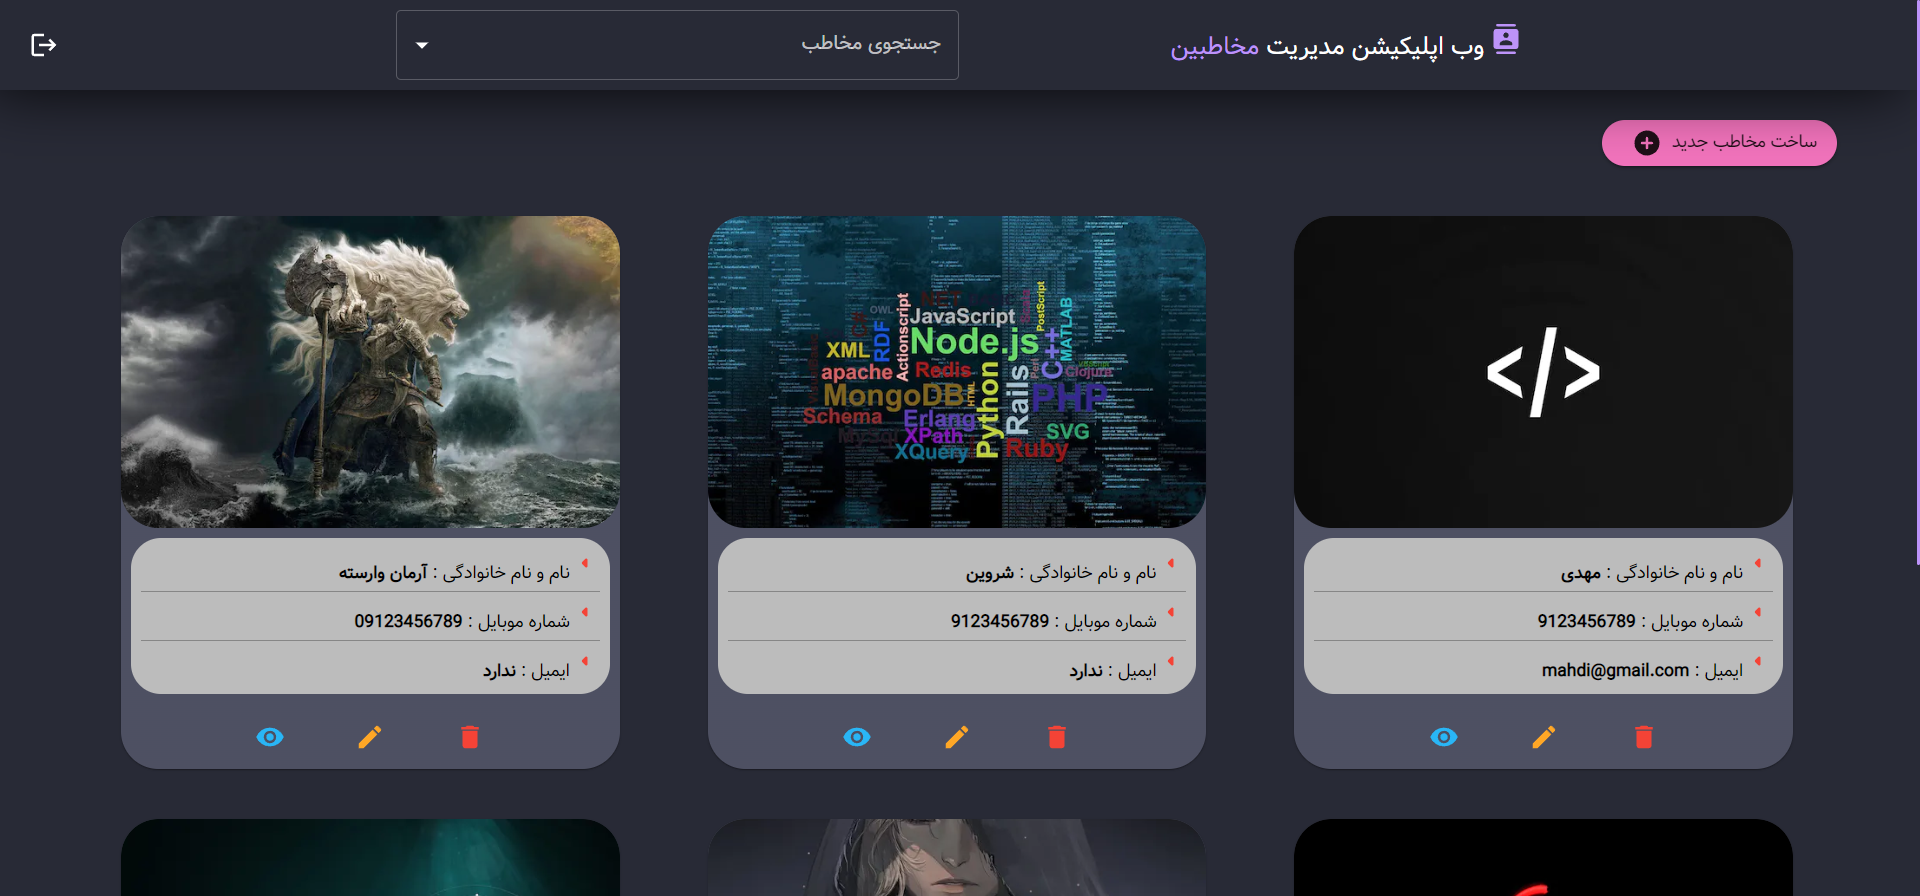 وب اپلیکیشن مدیریت مخاطبین
جستجوی مخاطب
ساخت مخاطب جدید
</>
نام و نام خانوادگی : مهدی
شماره موبایل : 9123456789
ایمیل : mahdi@gmail.com
OWL
JavaScript
PostScript
MATLAB
Actionscript
Node.js
C++
XML
RDF
apache
Redis
Clojure
MongoDB
HTML
Python
Rails
PHP
Schema
Erlang
SVG
MySql
XPath
Ruby
XQuery
نام و نام خانوادگی : شروین
شماره موبایل : 9123456789
ایمیل : ندارد
نام و نام خانوادگی : آرمان وارسته
شماره موبایل : 09123456789
ایمیل : ندارد